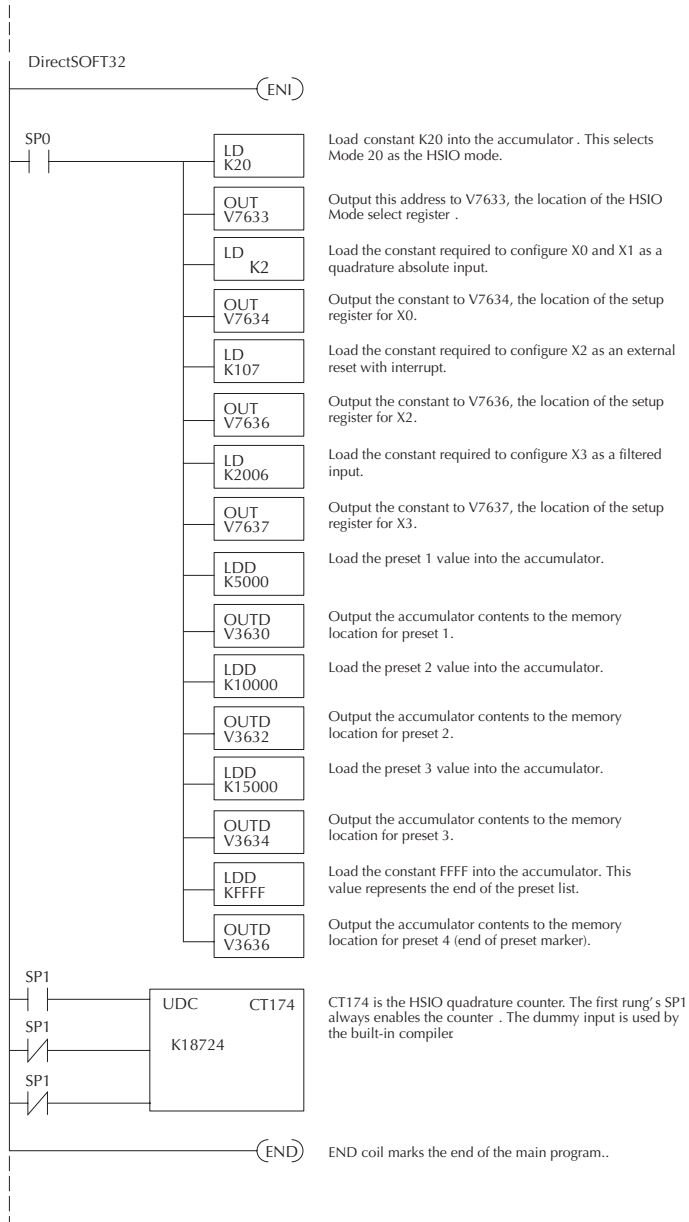 DirectSOFT32
ENI
SP0
LD
K20
Load constant K20 into the accumulator . This selects
Mode 20 as the HSIO mode.
OUT
V7633
Output this address to V7633, the location of the HSIO
Mode select register .
LD
K2
Load the constant required to configure X0 and X1 as a
quadrature absolute input.
OUT
V7634
Output the constant to V7634, the location of the setup
register for X0.
LD
K107
Load the constant required to configure X2 as an external
reset with interrupt.
OUT
V7636
Output the constant to V7636, the location of the setup
register for X2.
LD
K2006
Load the constant required to configure X3 as a filtered
input.
OUT
V7637
Output the constant to V7637, the location of the setup
register for X3.
LDD
K5000
Load the preset 1 value into the accumulator.
OUTD
V3630
Output the accumulator contents to the memory
location for preset 1.
LDD
K10000
Load the preset 2 value into the accumulator.
OUTD
V3632
Output the accumulator contents to the memory
location for preset 2.
LDD
K15000
Load the preset 3 value into the accumulator.
OUTD
V3634
Output the accumulator contents to the memory
location for preset 3.
LDD
KFFFF
Load the constant FFFF into the accumulator. This
value represents the end of the preset list.
OUTD
V3636
Output the accumulator contents to the memory
location for preset 4 (end of preset marker).
SP1
UDC CT174
K18724
SP1
SP1
CT174 is the HSIO quadrature counter. The first rung's SP1
always enables the counter . The dummy input is used by
the built-in compiler.
END
END coil marks the end of the main program..